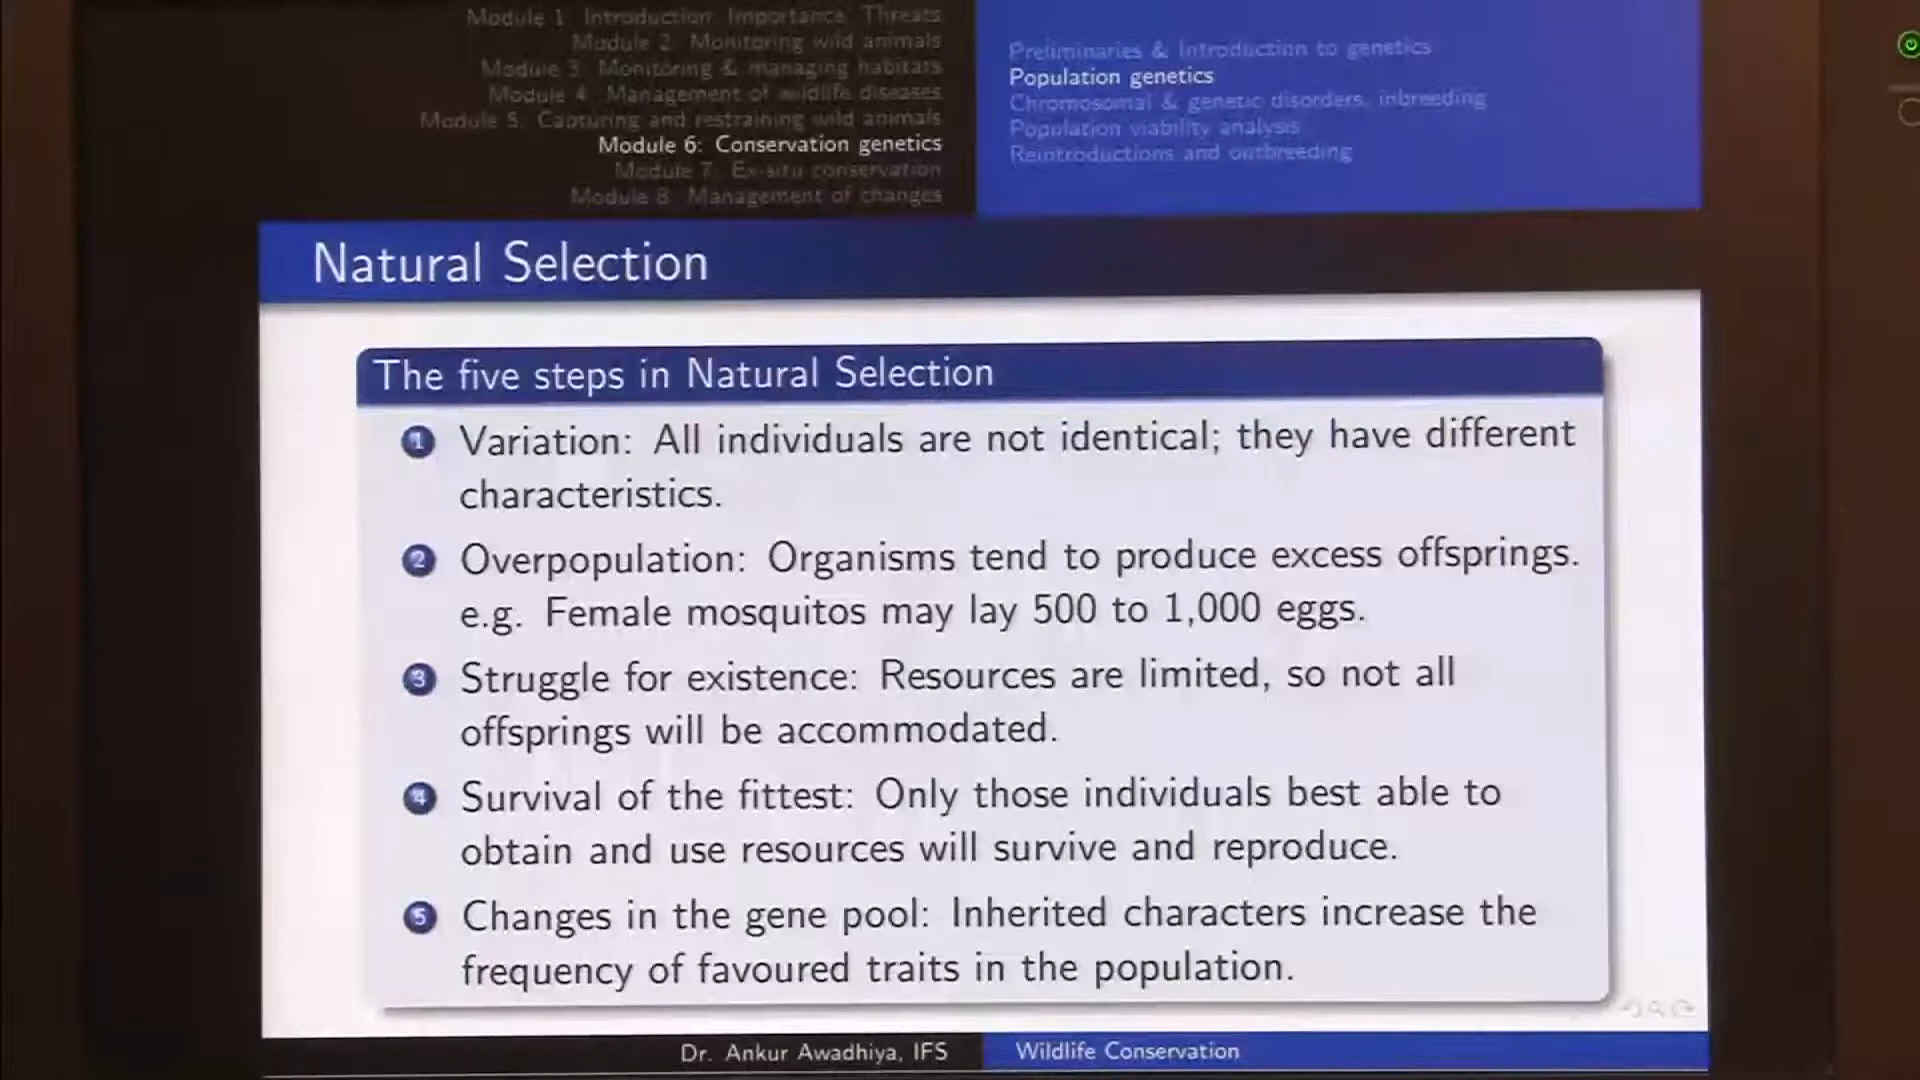 Module 1: Introduction, Importance, Threats
Module 2: Monitoring wild animals
Module 3: Monitoring & managing habitats
Module 4: Management of wildlife diseases
Module 5: Capturing and restraining wild animals
Module 6: Conservation genetics
Module 7: Ex-situ conservation
Module 8: Management of changes
Preliminaries & Introduction to genetics
Population genetics
Chromosomal & genetic disorders, inbreeding
Population viability analysis
Reintroductions and outbreeding
Natural Selection
The five steps in Natural Selection
1 Variation: All individuals are not identical; they have different
characteristics.
2 Overpopulation: Organisms tend to produce excess offsprings.
e.g. Female mosquitos may lay 500 to 1,000 eggs.
3 Struggle for existence: Resources are limited, so not all
offsprings will be accommodated.
4 Survival of the fittest: Only those individuals best able to
obtain and use resources will survive and reproduce.
5 Changes in the gene pool: Inherited characters increase the
frequency of favoured traits in the population.
Dr. Ankur Awadhiya, IFS
Wildlife Conservation